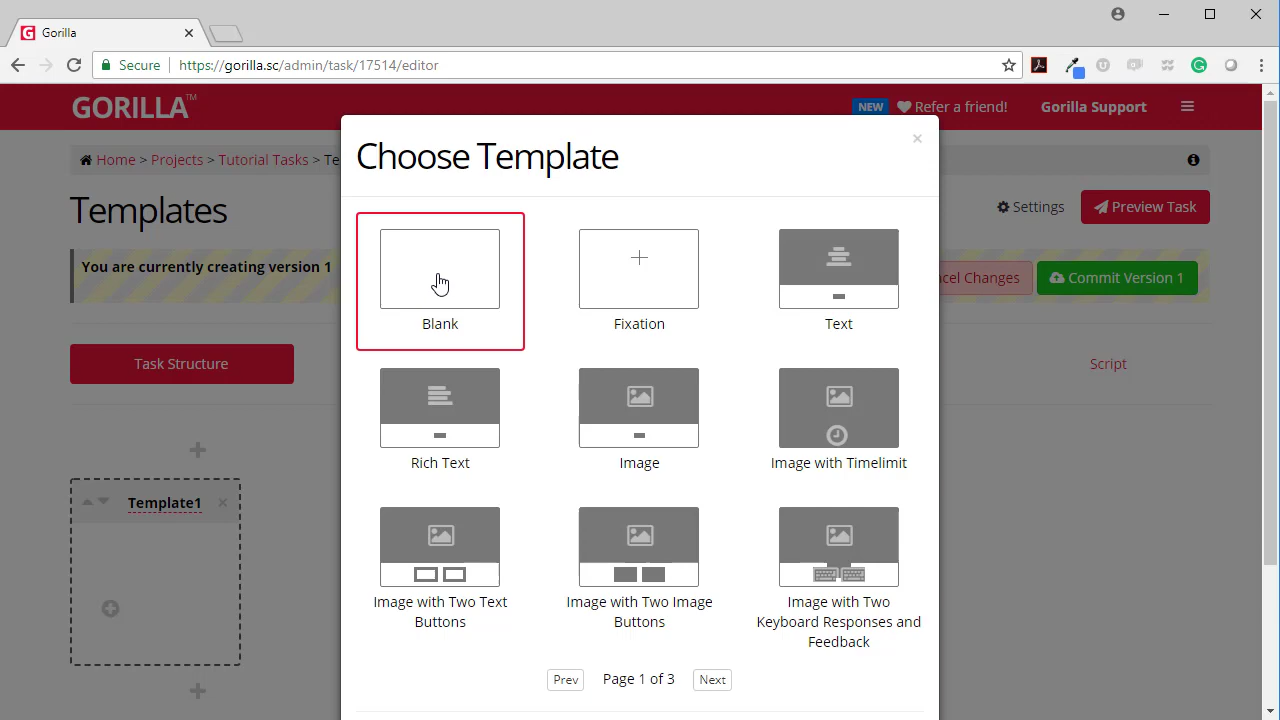 Gorilla
Secure
https://gorilla.sc/admin/task/17514/editor
GORILLA™
NEW Refer a friend!
Gorilla Support
Home > Projects > Tutorial Tasks > Te
Templates
Settings
Preview Task
You are currently creating version 1
cel Changes
Commit Version 1
Task Structure
Script
Template1
Choose Template
Blank
Fixation
Text
Rich Text
Image
Image with Timelimit
Image with Two Text
Buttons
Image with Two Image
Buttons
Image with Two
Keyboard Responses and
Feedback
Prev
Page 1 of 3
Next